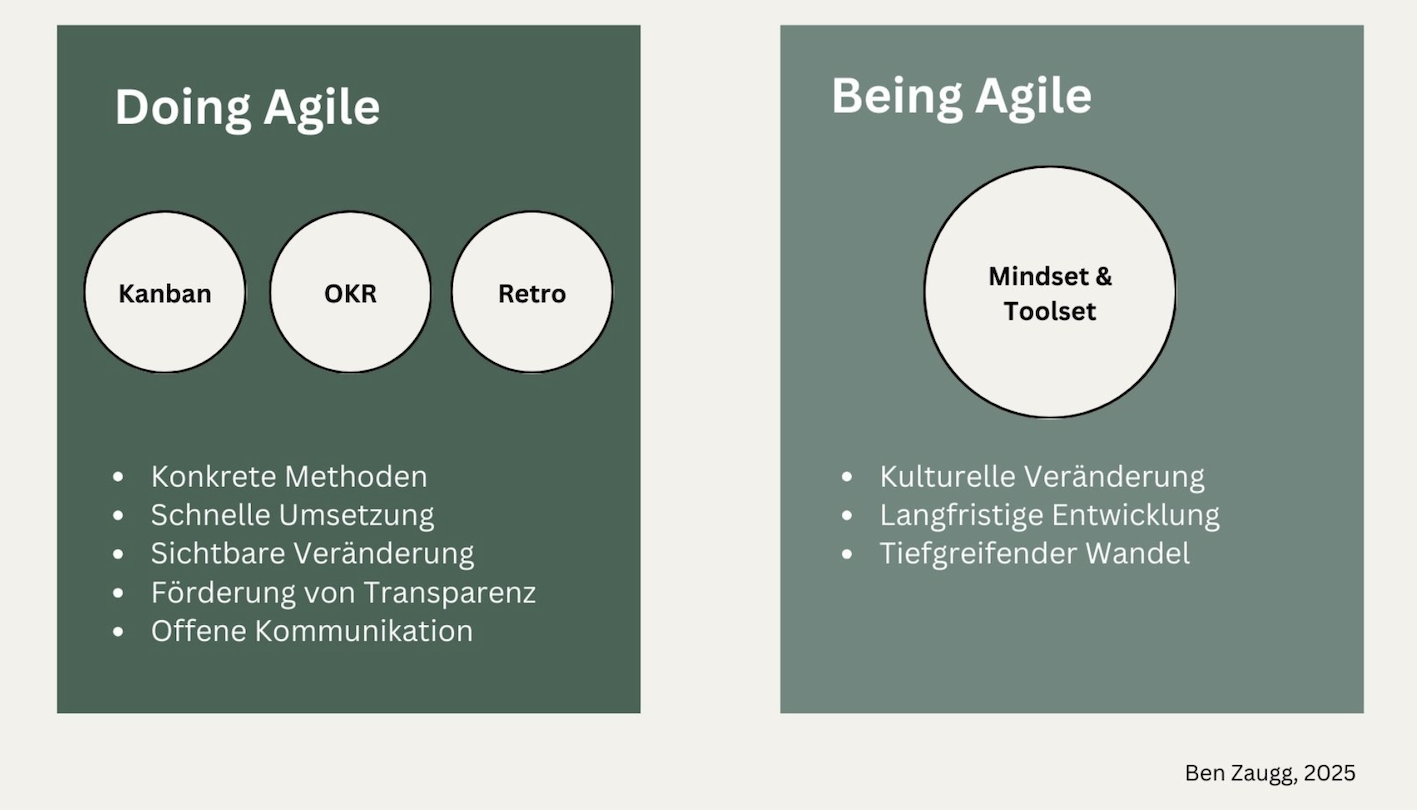 Doing Agile
Kanban
OKR
Retro
• Konkrete Methoden
• Schnelle Umsetzung
• Sichtbare Veränderung
• Förderung von Transparenz
• Offene Kommunikation
Being Agile
Mindset &
Toolset
• Kulturelle Veränderung
• Langfristige Entwicklung
• Tiefgreifender Wandel
Ben Zaugg, 2025